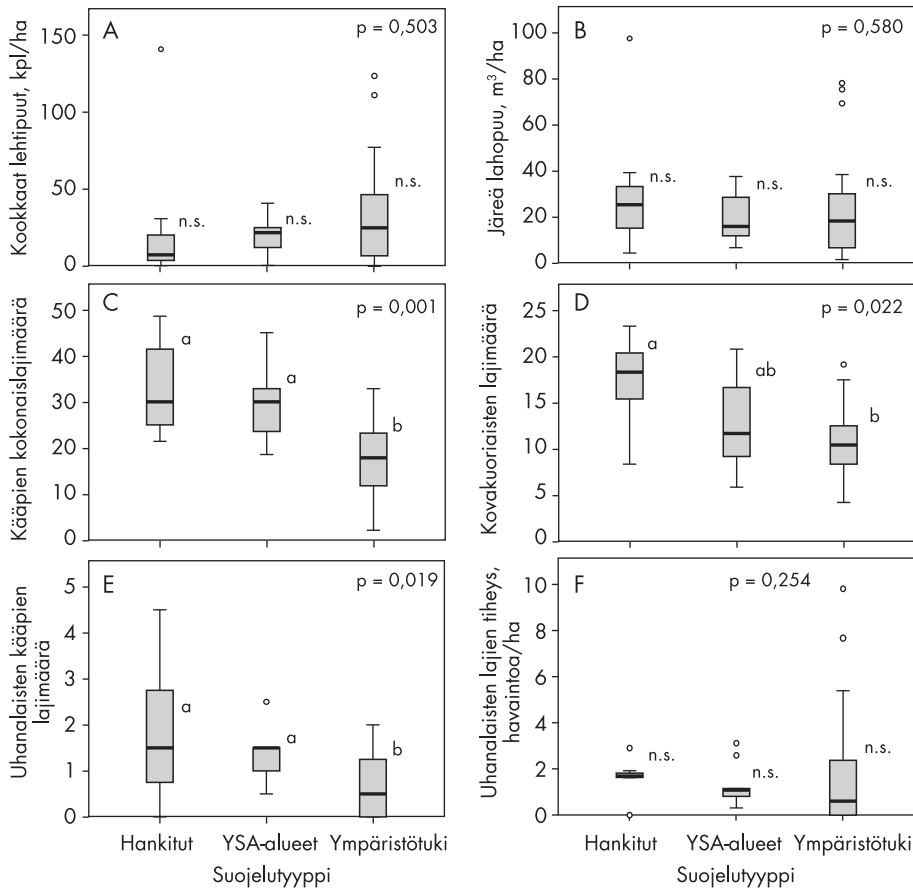 A
p = 0,503
Kookkaat lehtipuut, kpl/ha
150
100
50
0
n.s.
n.s.
n.s.
B
p = 0,580
Järeä lahopuu, m³/ha
100
80
60
40
20
0
n.s.
n.s.
n.s.
C
p = 0,001
Kääpien kokonaislajimäärä
50
40
30
20
10
0
a
a
b
D
p = 0,022
Kovakuoriaisten lajimäärä
25
20
15
10
5
0
a
ab
b
E
p = 0,019
Uhanalaisten kääpien
lajimäärä
5
4
3
2
1
0
a
a
b
Hankitut
YSA-alueet
Ympäristötuki
Suojelutyyppi
F
p = 0,254
Uhanalaisten lajien tiheys,
havaintoa/ha
10
8
6
4
2
0
n.s.
n.s.
n.s.
Hankitut
YSA-alueet
Ympäristötuki
Suojelutyyppi